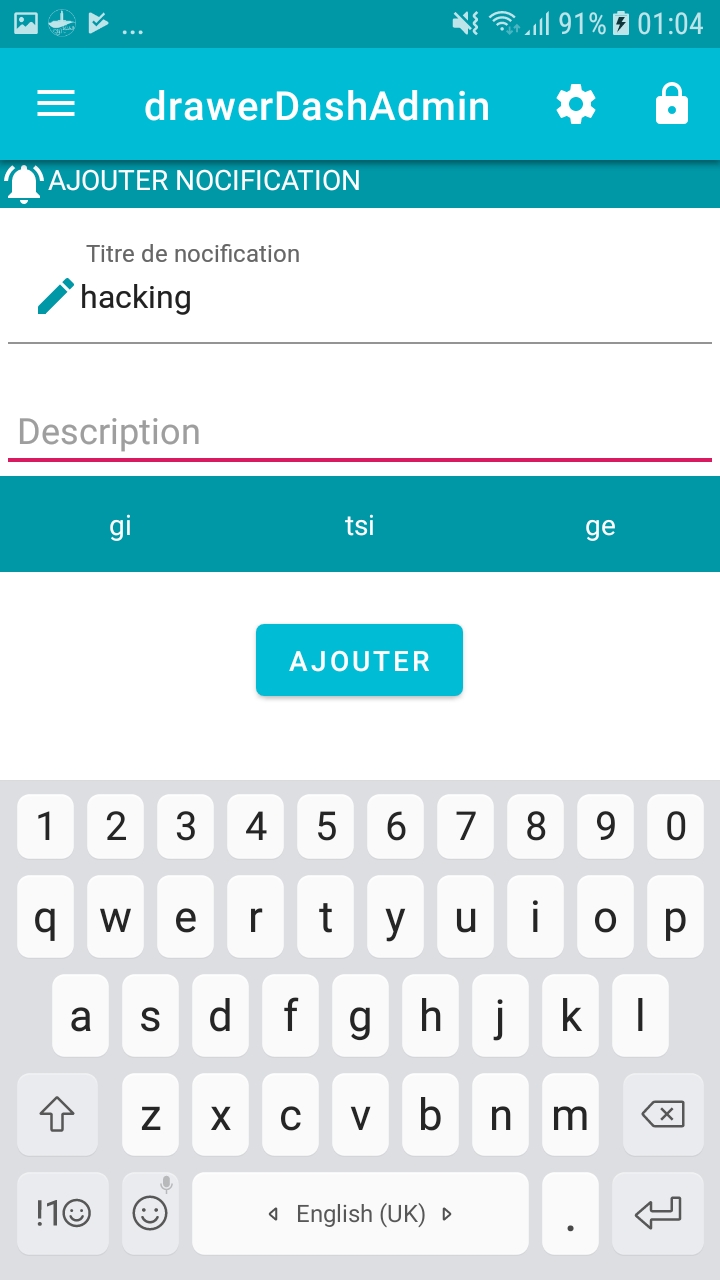 ... 91% 01:04
drawerDashAdmin
AJOUTER NOCIFICATION
Titre de nocification
hacking
Description
gi tsi ge
AJOUTER
1 2 3 4 5 6 7 8 9 0
q w e r t y u i o p
a s d f g h j k l
z x c v b n m
!1☺ English (UK) .